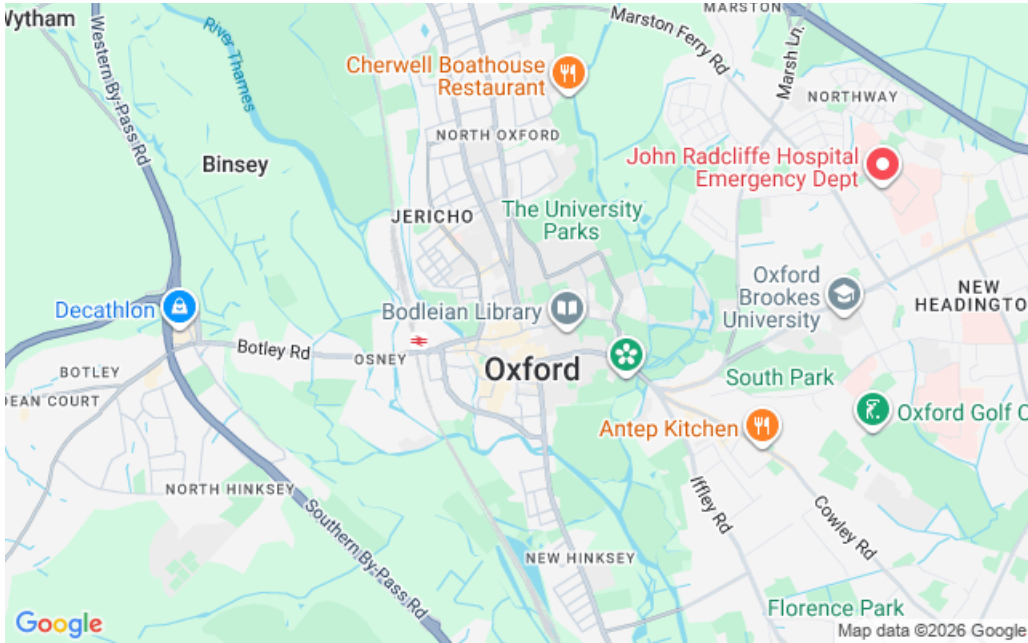 Wytham
MARSTON
Western By-Pass Rd
River Thames
Marston Ferry Rd
Marsh Ln.
Cherwell Boathouse
Restaurant
NORTHWAY
NORTH OXFORD
John Radcliffe Hospital
Emergency Dept
Binsey
JERICHO
The University
Parks
Oxford
Brookes
University
NEW
HEADINGTO
Decathlon
Bodleian Library
Botley Rd
OSNEY
Oxford
BOTLEY
South Park
DEAN COURT
Oxford Golf C
Antep Kitchen
NORTH HINKSEY
Iffley Rd
Cowley Rd
Southern By-Pass Rd
NEW HINKSEY
Florence Park
Google
Map data ©2026 Google